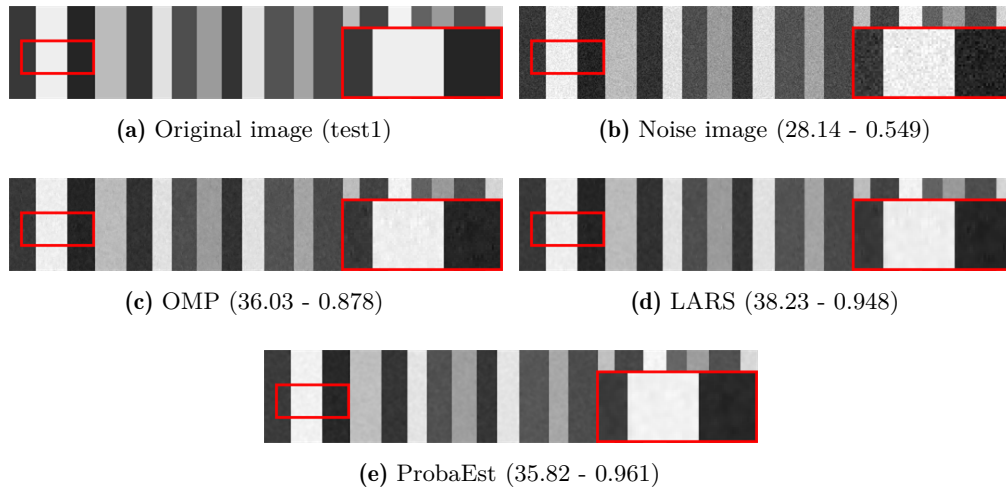 (a) Original image (test1)
(b) Noise image (28.14 - 0.549)
(c) OMP (36.03 - 0.878)
(d) LARS (38.23 - 0.948)
(e) ProbaEst (35.82 - 0.961)